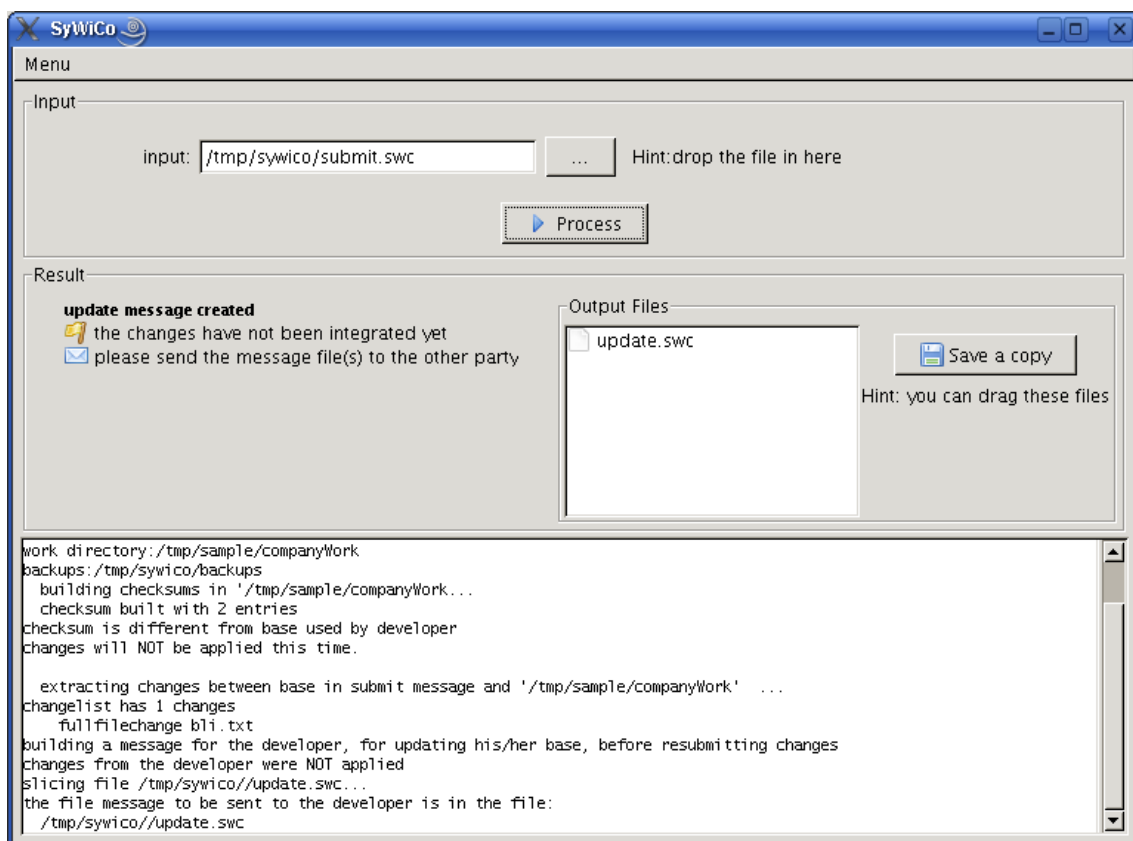 SyWiCo
Menu
Input
input: /tmp/sywico/submit.swc ... Hint:drop the file in here
Process
Result
update message created
the changes have not been integrated yet
please send the message file(s) to the other party
Output Files
update.swc
Save a copy
Hint: you can drag these files
work directory:/tmp/sample/companyWork
backups:/tmp/sywico/backups
building checksums in '/tmp/sample/companyWork...
checksum built with 2 entries
checksum is different from base used by developer
changes will NOT be applied this time.
extracting changes between base in submit message and '/tmp/sample/companyWork' ...
changelist has 1 changes
fullfilechange bli.txt
building a message for the developer, for updating his/her base, before resubmitting changes
changes from the developer were NOT applied
slicing file /tmp/sywico//update.swc...
the file message to be sent to the developer is in the file:
/tmp/sywico//update.swc